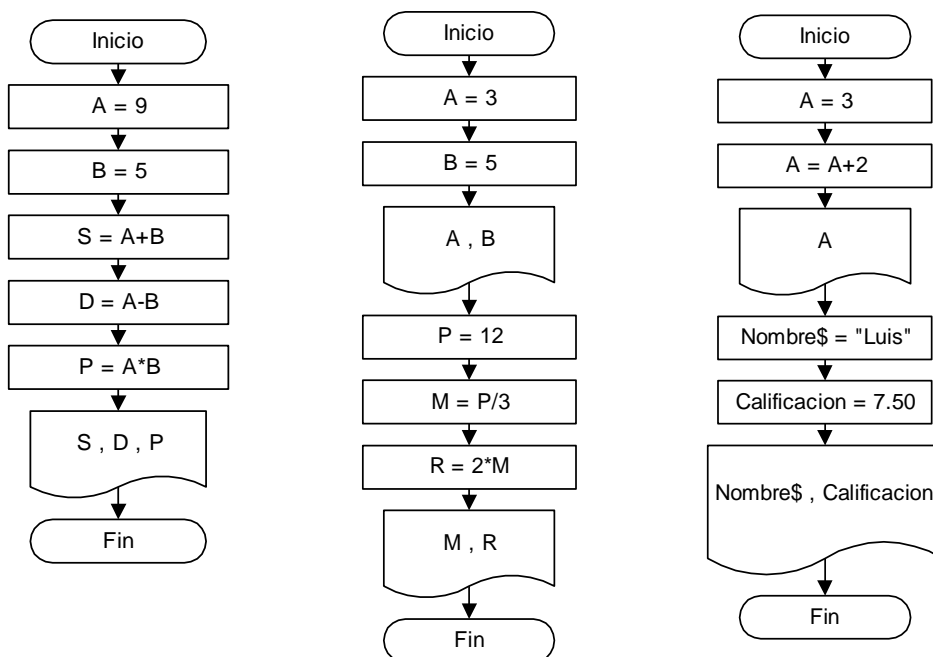 Inicio
A = 9
B = 5
S = A+B
D = A-B
P = A*B
S , D , P
Fin
Inicio
A = 3
B = 5
A , B
P = 12
M = P/3
R = 2*M
M , R
Fin
Inicio
A = 3
A = A+2
A
Nombre$ = "Luis"
Calificacion = 7.50
Nombre$ , Calificacion
Fin